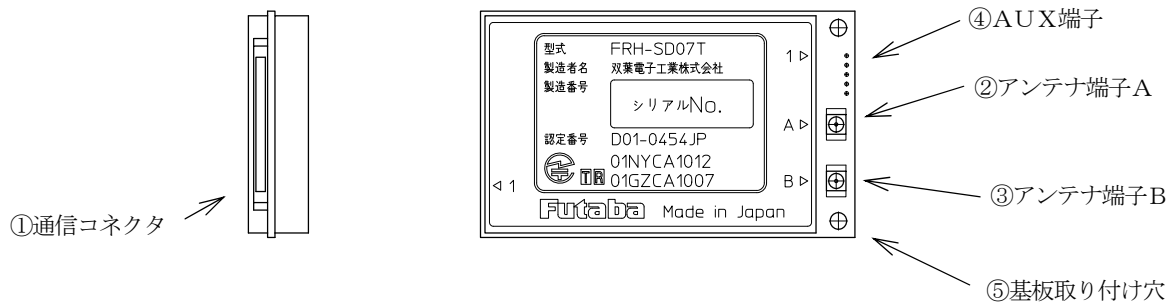 ④AUX端子
②アンテナ端子A
③アンテナ端子B
⑤基板取り付け穴
①通信コネクタ
型式 FRH-SD07T
製造者名 双葉電子工業株式会社
製造番号
シリアルNo.
認定番号 D01-0454JP
01NYCA1012
TR 01GZCA1007
Futaba Made in Japan
1
1
A
B